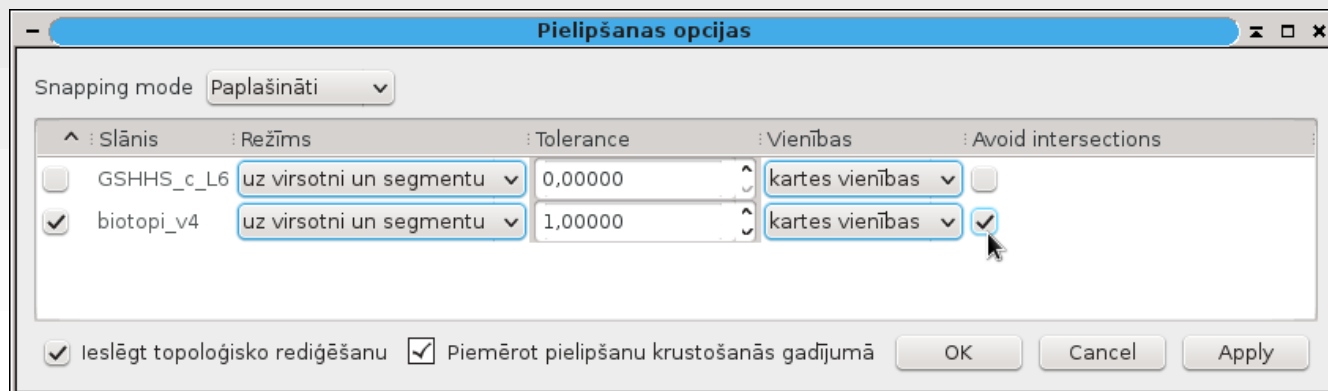 Pielipšanas opcijas
Snapping mode Paplašināti
Slānis Režīms Tolerance Vienības Avoid intersections
GSHHS_c_L6 uz virsotni un segmentu 0,00000 kartes vienības
biotopi_v4 uz virsotni un segmentu 1,00000 kartes vienības
Ieslēgt topoloģisko rediģēšanu Piemērot pielipšanu krustošanās gadījumā OK Cancel Apply